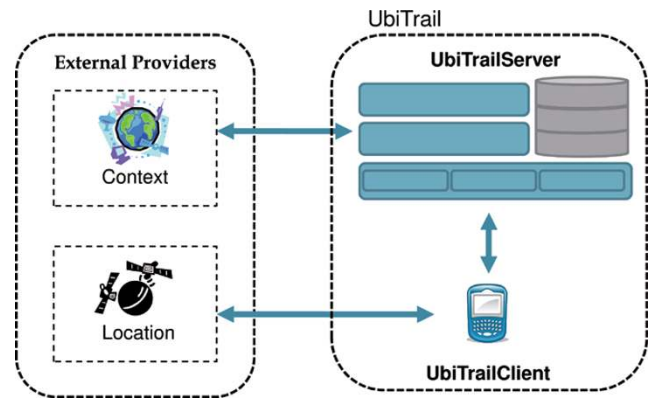 UbiTrail
External Providers
UbiTrailServer
Context
Location
UbiTrailClient